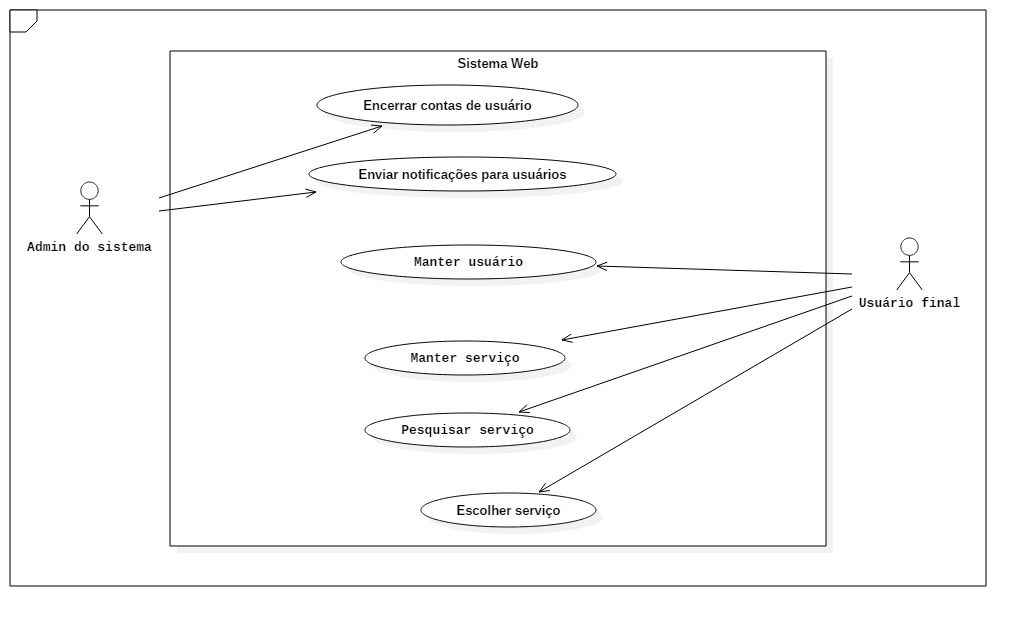 Sistema Web
Encerrar contas de usuário
Enviar notificações para usuários
Admin do sistema
Manter usuário
Usuário final
Manter serviço
Pesquisar serviço
Escolher serviço